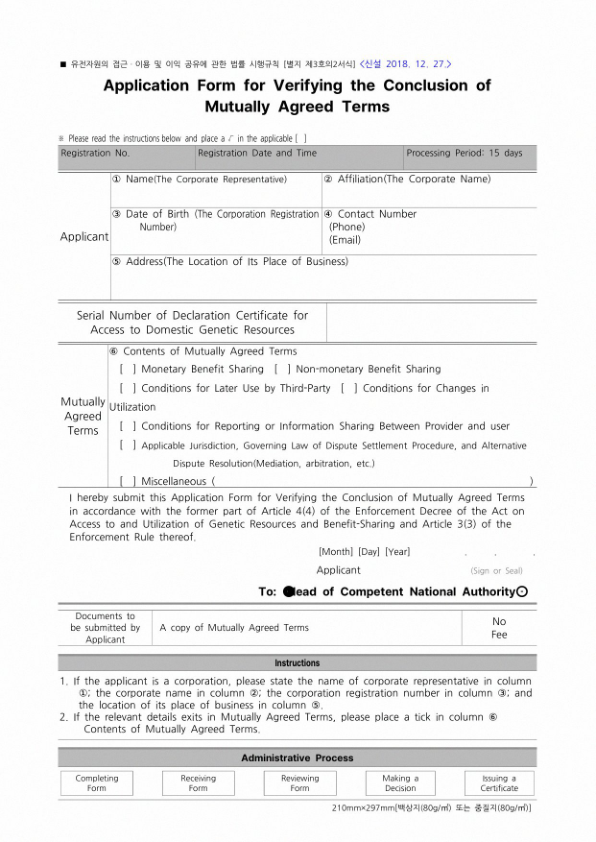 ■ 유전자원의 접근ㆍ이용 및 이익 공유에 관한 법률 시행규칙 [별지 제3호의2서식] <신설 2018. 12. 27.>
Application Form for Verifying the Conclusion of
Mutually Agreed Terms
※ Please read the instructions below and place a √ in the applicable [ ]
Registration No.
Registration Date and Time
Processing Period: 15 days
Applicant
① Name(The Corporate Representative)
② Affiliation(The Corporate Name)
③ Date of Birth (The Corporation Registration
Number)
④ Contact Number
(Phone)
(Email)
⑤ Address(The Location of Its Place of Business)
Serial Number of Declaration Certificate for
Access to Domestic Genetic Resources
Mutually
Agreed
Terms
⑥ Contents of Mutually Agreed Terms
[ ] Monetary Benefit Sharing [ ] Non-monetary Benefit Sharing
[ ] Conditions for Later Use by Third-Party [ ] Conditions for Changes in
Utilization
[ ] Conditions for Reporting or Information Sharing Between Provider and user
[ ] Applicable Jurisdiction, Governing Law of Dispute Settlement Procedure, and Alternative
Dispute Resolution(Mediation, arbitration, etc.)
[ ] Miscellaneous ( )
I hereby submit this Application Form for Verifying the Conclusion of Mutually Agreed Terms
in accordance with the former part of Article 4(4) of the Enforcement Decree of the Act on
Access to and Utilization of Genetic Resources and Benefit-Sharing and Article 3(3) of the
Enforcement Rule thereof.
[Month] [Day] [Year] . . .
Applicant (Sign or Seal)
To: ead of Competent National Authority⊙
Documents to
be submitted by
Applicant
A copy of Mutually Agreed Terms
No
Fee
Instructions
1. If the applicant is a corporation, please state the name of corporate representative in column
①; the corporate name in column ②; the corporation registration number in column ③; and
the location of its place of business in column ⑤.
2. If the relevant details exits in Mutually Agreed Terms, please place a tick in column ⑥
Contents of Mutually Agreed Terms.
Administrative Process
Completing
Form
Receiving
Form
Reviewing
Form
Making a
Decision
Issuing a
Certificate
210mm×297mm[백상지(80g/㎡) 또는 중질지(80g/㎡)]